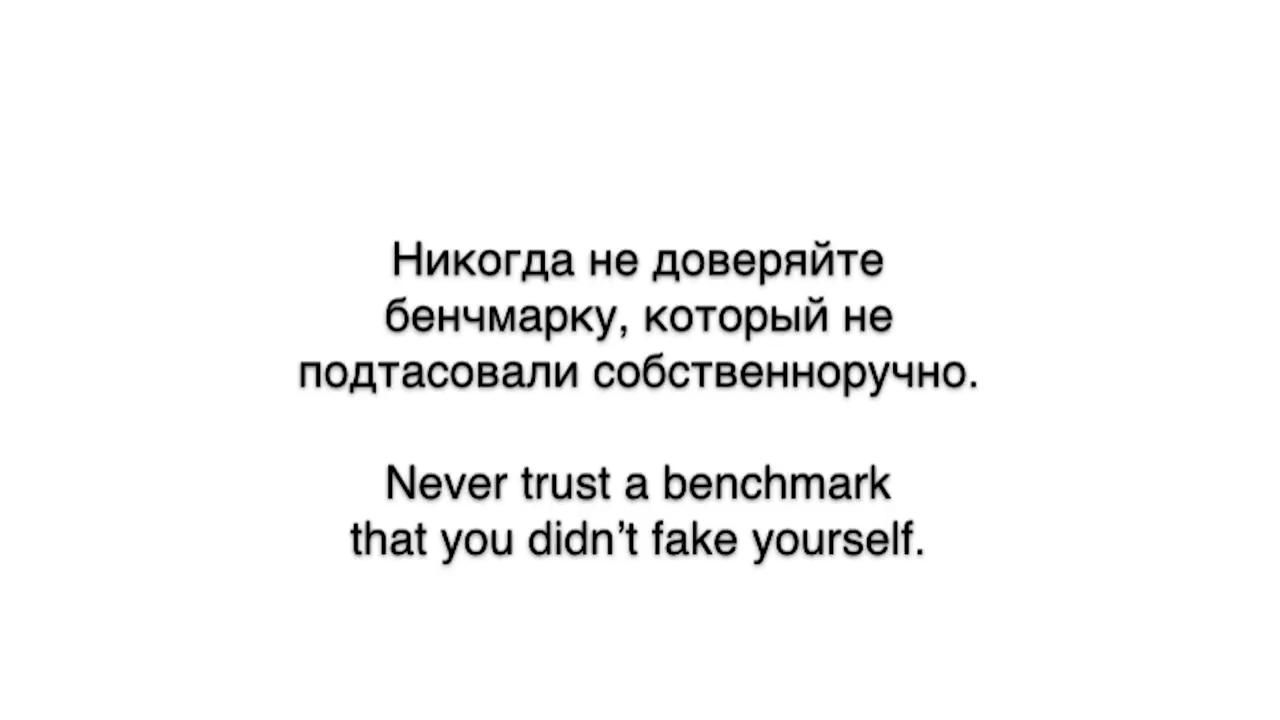 Никогда не доверяйте
бенчмарку, который не
подтасовали собственноручно.
Never trust a benchmark
that you didn’t fake yourself.